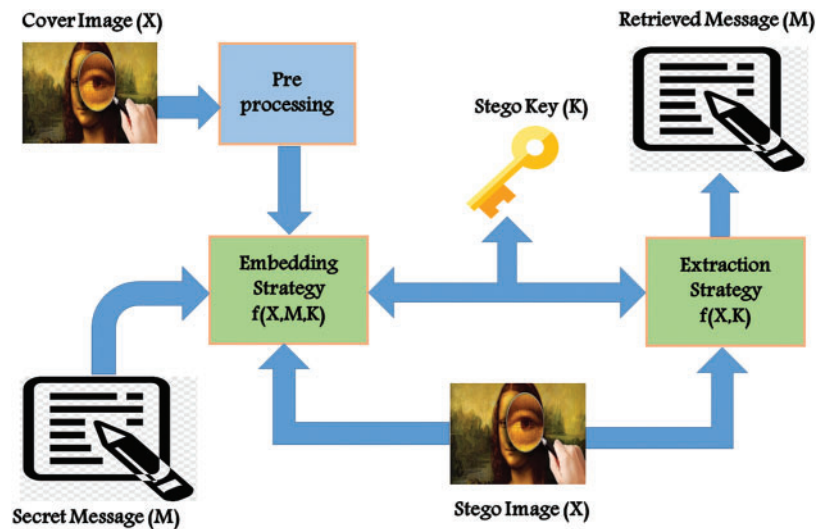 Cover Image (X)
Retrieved Message (M)
Pre
processing
Stego Key (K)
Embedding
Strategy
f(X,M,K)
Extraction
Strategy
f(X,K)
Secret Message (M)
Stego Image (X)